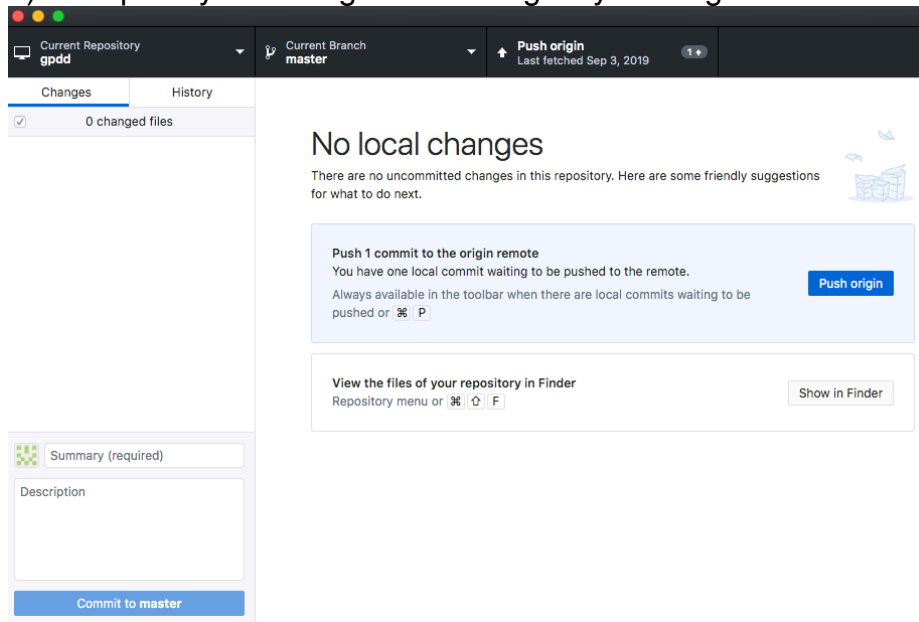 Current Repository
gpdd
Current Branch
master
Push origin
Last fetched Sep 3, 2019
1
Changes
History
0 changed files
No local changes
There are no uncommitted changes in this repository. Here are some friendly suggestions
for what to do next.
Push 1 commit to the origin remote
You have one local commit waiting to be pushed to the remote.
Always available in the toolbar when there are local commits waiting to be
pushed or ⌘ P
Push origin
View the files of your repository in Finder
Repository menu or ⌘ ⇧ F
Show in Finder
Summary (required)
Description
Commit to master